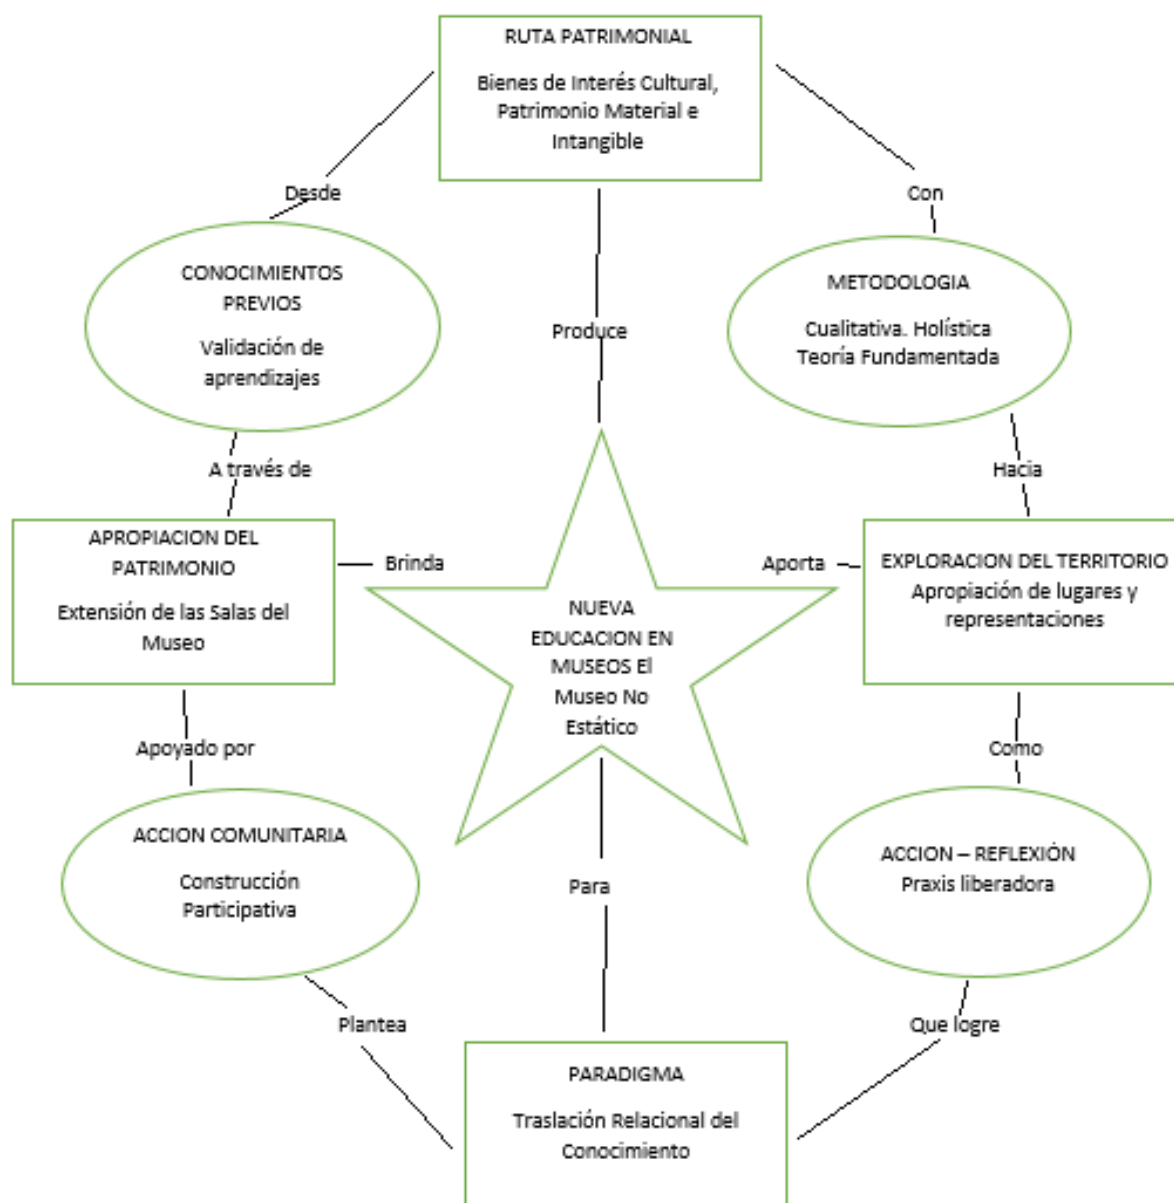 RUTA PATRIMONIAL
Bienes de Interés Cultural,
Patrimonio Material e
Intangible
Desde
Con
CONOCIMIENTOS
PREVIOS
Validación de
aprendizajes
METODOLOGIA
Cualitativa. Holística
Teoría Fundamentada
Produce
A través de
Hacia
APROPIACION DEL
PATRIMONIO
Extensión de las Salas del
Museo
Brinda
Aporta
EXPLORACION DEL TERRITORIO
Apropiación de lugares y
representaciones
NUEVA
EDUCACION EN
MUSEOS El
Museo No
Estático
Apoyado por
Como
ACCION COMUNITARIA
Construcción
Participativa
Para
ACCION – REFLEXIÓN
Praxis liberadora
Plantea
Que logre
PARADIGMA
Traslación Relacional del
Conocimiento